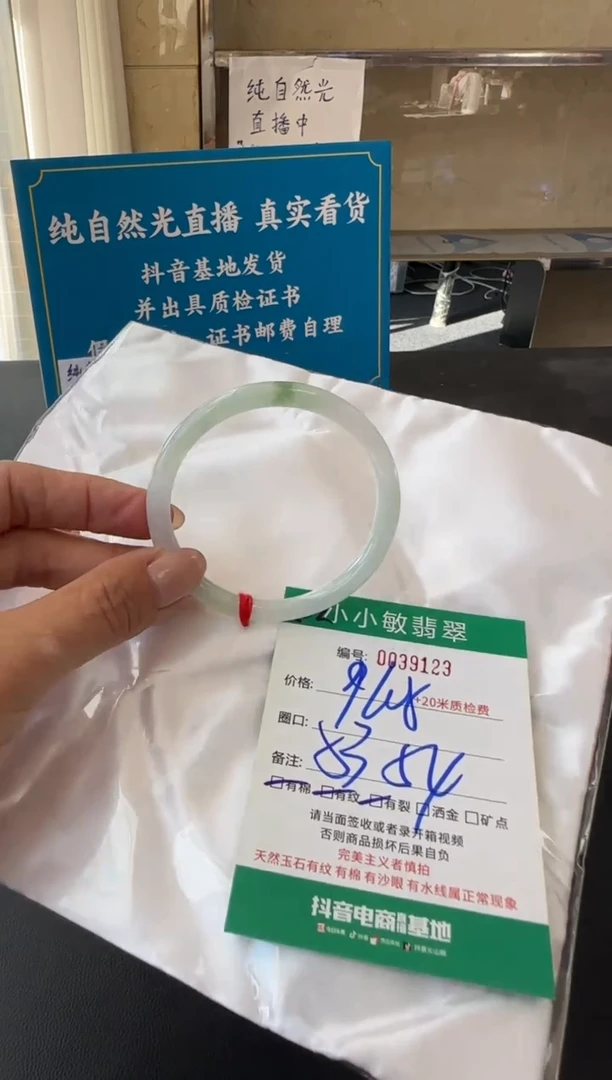 纯自然光
直播中
纯自然光直播 真实看货
抖音基地发货
并出具质检证书
证书邮费自理
小小敏翡翠
编号: 0039123
价格: +20米质检费
圈口:
备注:
□有棉 □有纹 □有裂 □洒金 □矿点
请当面签收或者录开箱视频
否则商品损坏后果自负
完美主义者慎拍
天然玉石有纹 有棉 有沙眼 有水线属正常现象
抖音电商直播基地